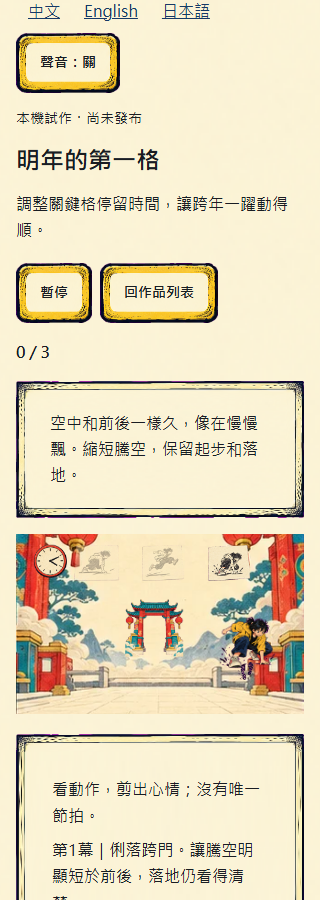 中文 English 日本語
聲音：關
本機試作・尚未發布
明年的第一格
調整關鍵格停留時間，讓跨年一躍動得
順。
暫停 回作品列表
0 / 3
空中和前後一樣久，像在慢慢
飄。縮短騰空，保留起步和落
地。
看動作，剪出心情；沒有唯一
節拍。
第1幕｜俐落跨門。讓騰空明
顯短於前後，落地仍看得清